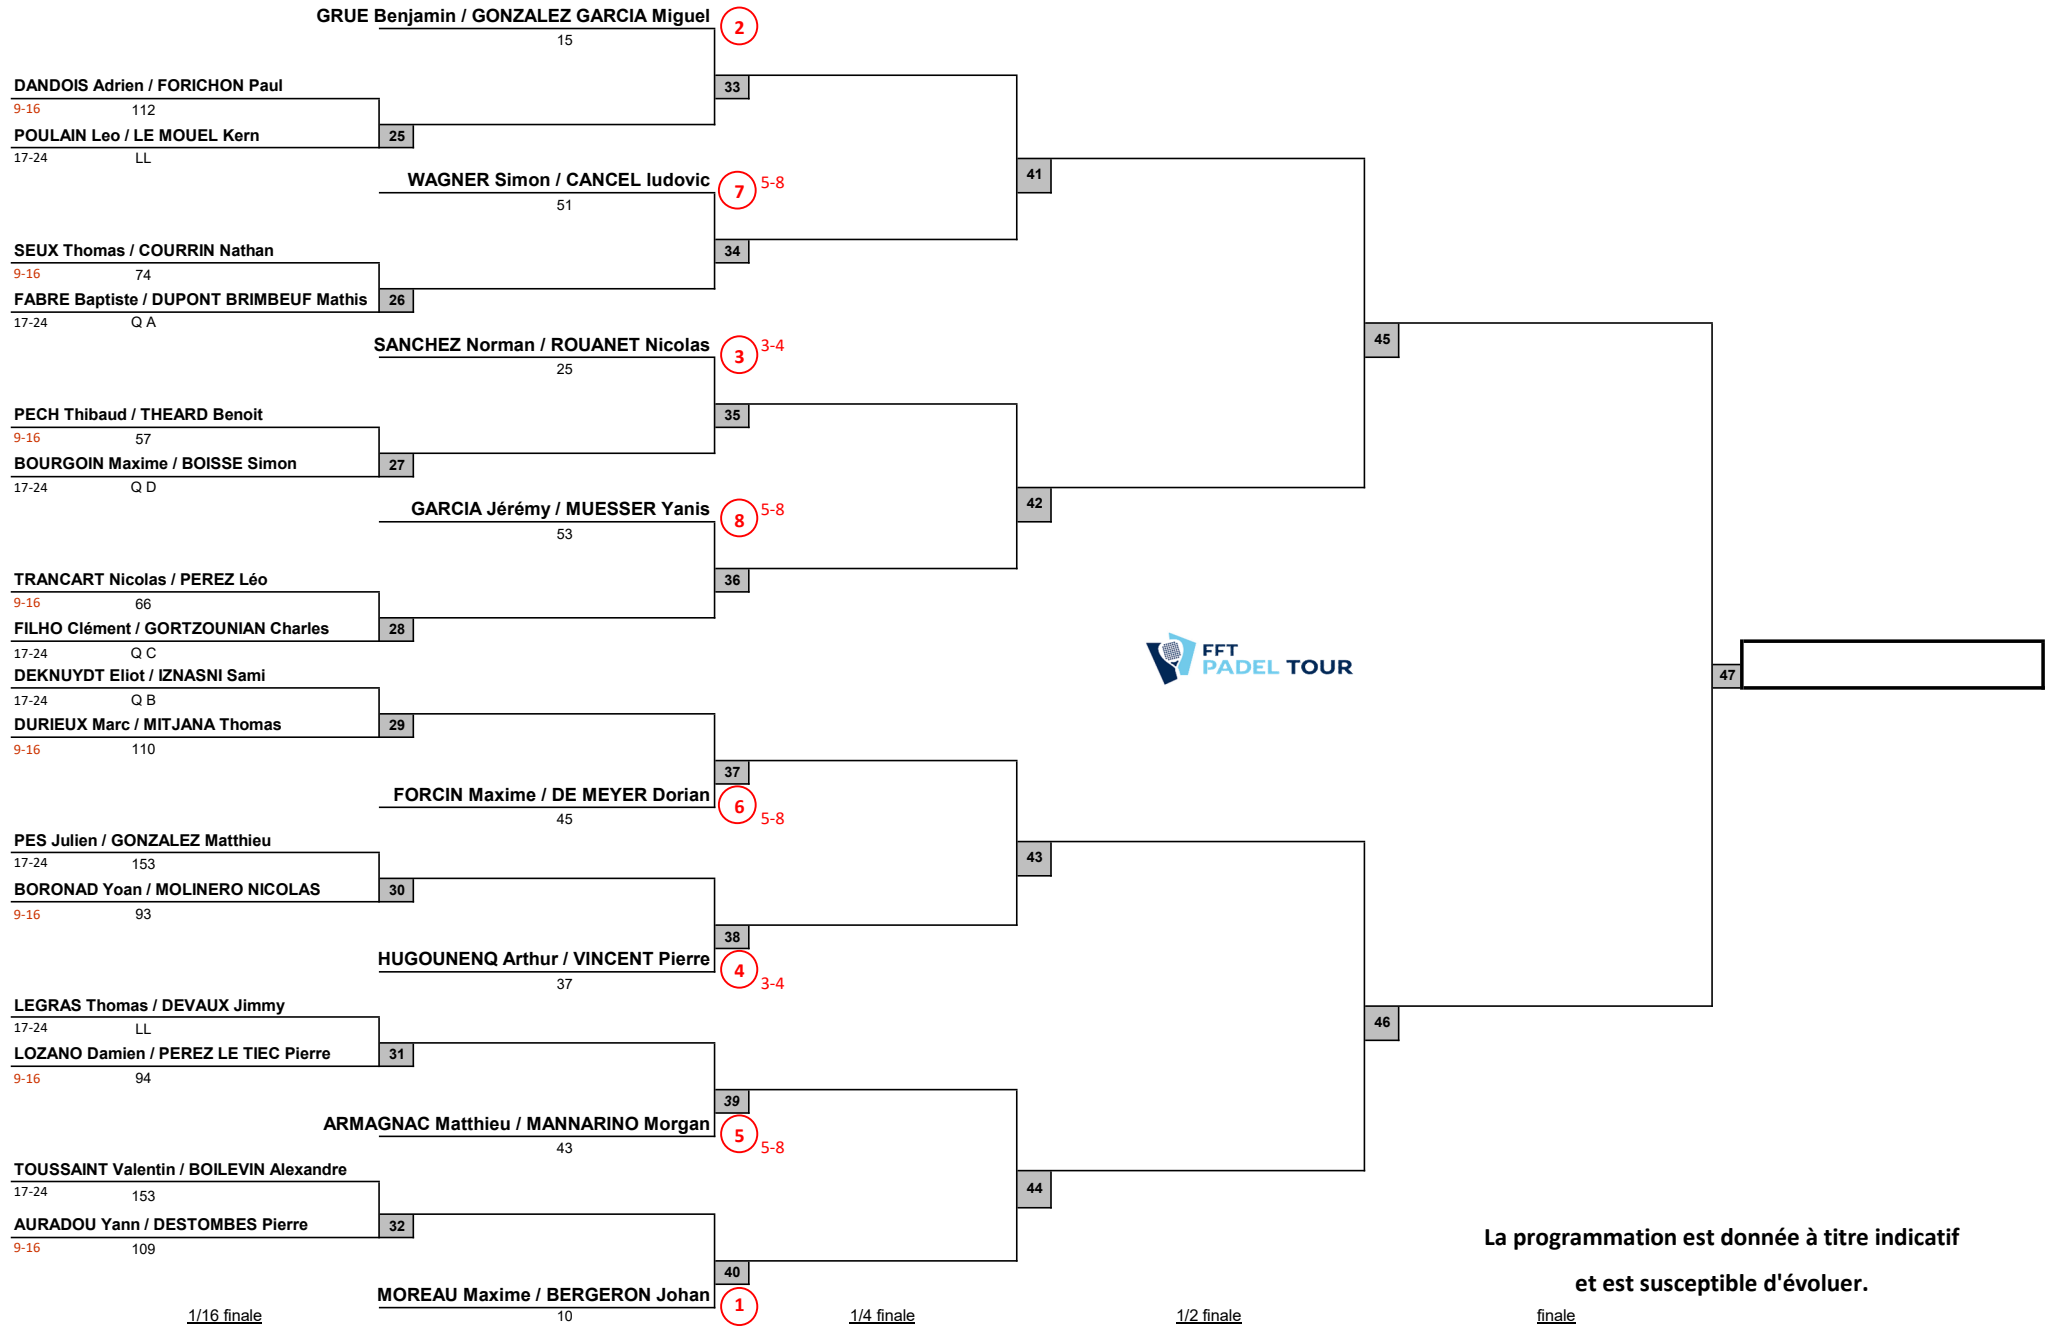 GRUE Benjamin / GONZALEZ GARCIA Miguel
2
15
DANDOIS Adrien / FORICHON Paul
33
9-16 112
POULAIN Leo / LE MOUEL Kern
25
17-24 LL
WAGNER Simon / CANCEL ludovic
7 5-8
41
51
SEUX Thomas / COURRIN Nathan
34
9-16 74
FABRE Baptiste / DUPONT BRIMBEUF Mathis
26
17-24 Q A
SANCHEZ Norman / ROUANET Nicolas
3 3-4
45
25
PECH Thibaud / THEARD Benoit
35
9-16 57
BOURGOIN Maxime / BOISSE Simon
27
17-24 Q D
GARCIA Jérémy / MUESSER Yanis
8 5-8
42
53
TRANCART Nicolas / PEREZ Léo
36
9-16 66
FILHO Clément / GORTZOUNIAN Charles
28
17-24 Q C
FFT
PADEL TOUR
DEKNUYDT Eliot / IZNASNI Sami
47
17-24 Q B
DURIEUX Marc / MITJANA Thomas
29
9-16 110
37
FORCIN Maxime / DE MEYER Dorian
6 5-8
45
PES Julien / GONZALEZ Matthieu
43
17-24 153
BORONAD Yoan / MOLINERO NICOLAS
30
9-16 93
38
HUGOUNENQ Arthur / VINCENT Pierre
4 3-4
37
LEGRAS Thomas / DEVAUX Jimmy
46
17-24 LL
LOZANO Damien / PEREZ LE TIEC Pierre
31
9-16 94
39
ARMAGNAC Matthieu / MANNARINO Morgan
5 5-8
43
TOUSSAINT Valentin / BOILEVIN Alexandre
44
17-24 153
AURADOU Yann / DESTOMBES Pierre
32
9-16 109
La programmation est donnée à titre indicatif
et est susceptible d'évoluer.
40
MOREAU Maxime / BERGERON Johan
1
10
1/16 finale
1/4 finale
1/2 finale
finale